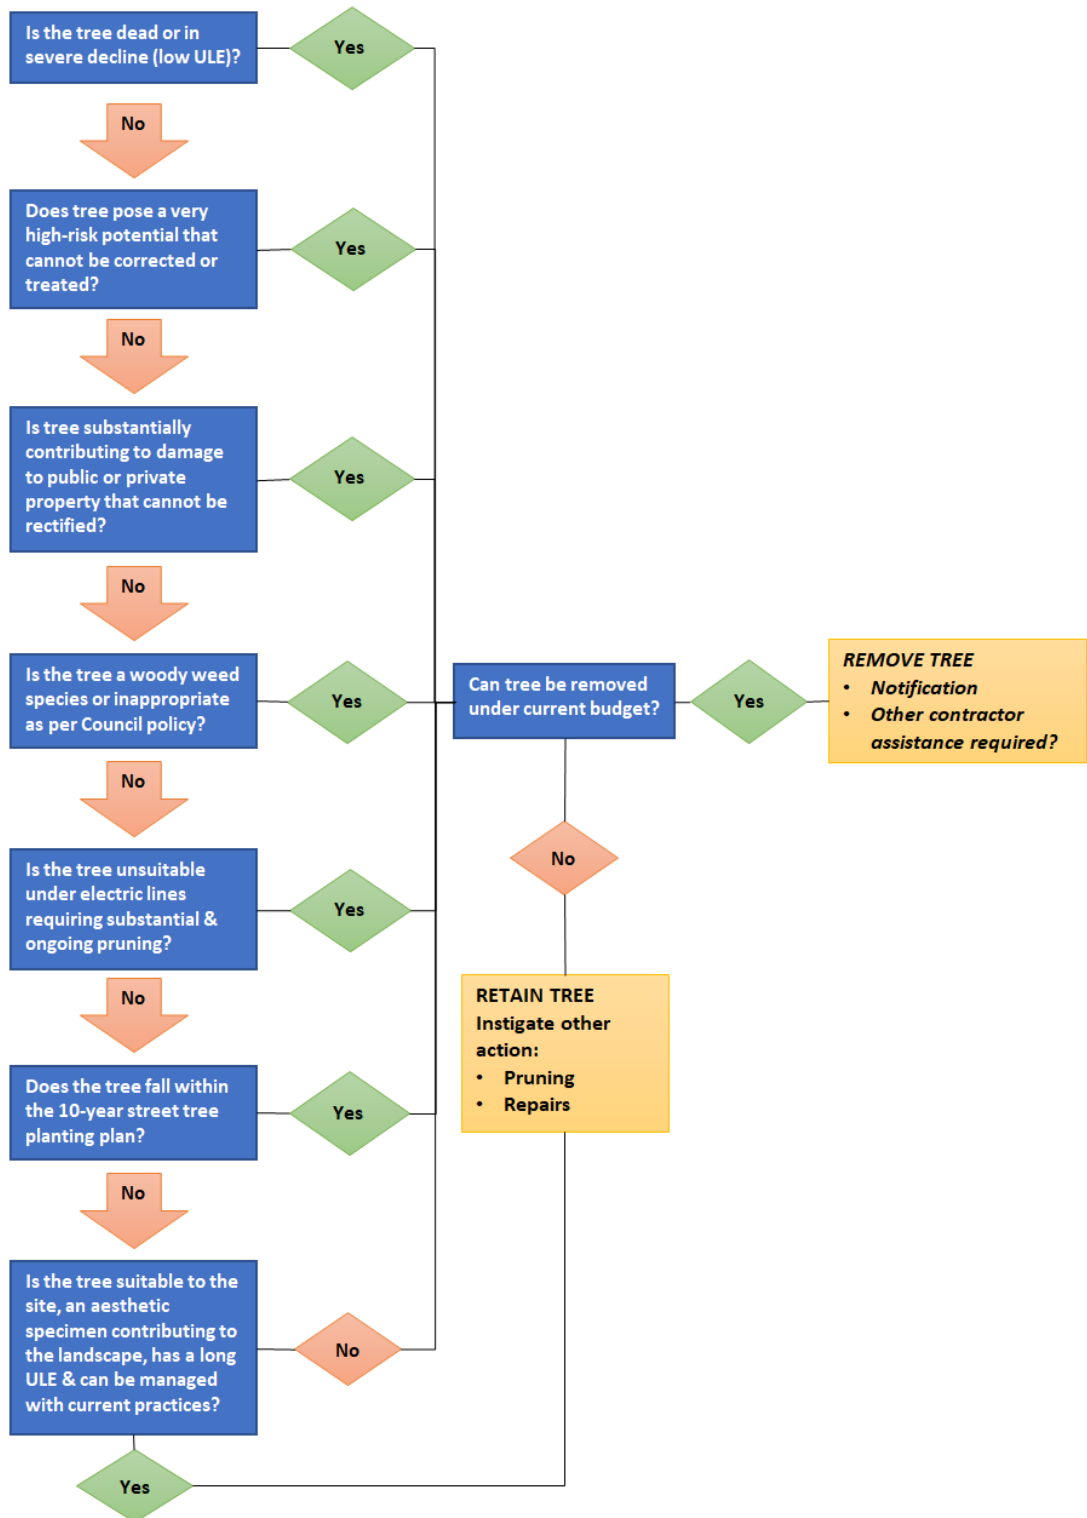 Is the tree dead or in
severe decline (low ULE)?
Yes
No
Does tree pose a very
high-risk potential that
cannot be corrected or
treated?
Yes
No
Is tree substantially
contributing to damage
to public or private
property that cannot be
rectified?
Yes
No
Is the tree a woody weed
species or inappropriate
as per Council policy?
Yes
No
Is the tree unsuitable
under electric lines
requiring substantial &
ongoing pruning?
Yes
No
Does the tree fall within
the 10-year street tree
planting plan?
Yes
No
Is the tree suitable to the
site, an aesthetic
specimen contributing to
the landscape, has a long
ULE & can be managed
with current practices?
No
Yes
Can tree be removed
under current budget?
Yes
REMOVE TREE
• Notification
• Other contractor
assistance required?
No
RETAIN TREE
Instigate other
action:
• Pruning
• Repairs